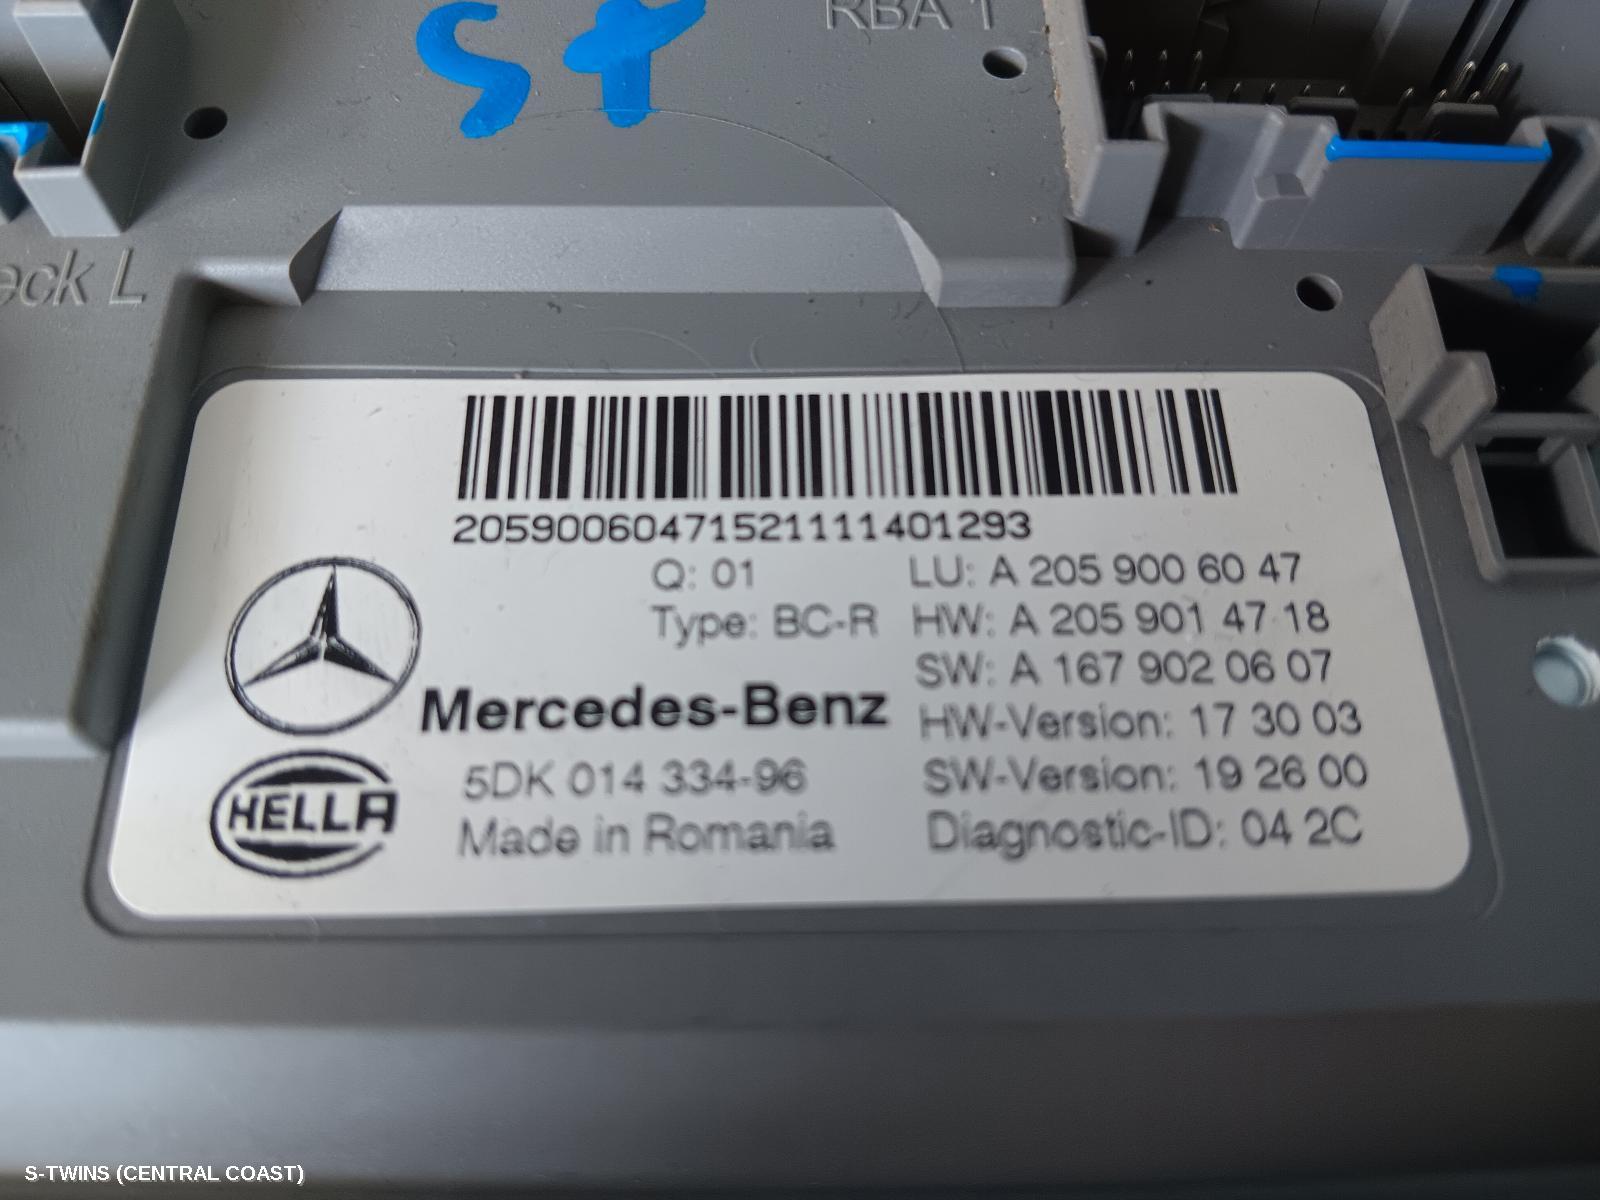 ST
RBA 1
eck L
2059006047152111401293
Q: 01
LU: A 205 900 60 47
Type: BC-R
HW: A 205 901 47 18
SW: A 167 902 06 07
Mercedes-Benz
HW-Version: 17 30 03
HELLA
5DK 014 334-96
SW-Version: 19 26 00
Made in Romania
Diagnostic-ID: 04 2C
S-TWINS (CENTRAL COAST)